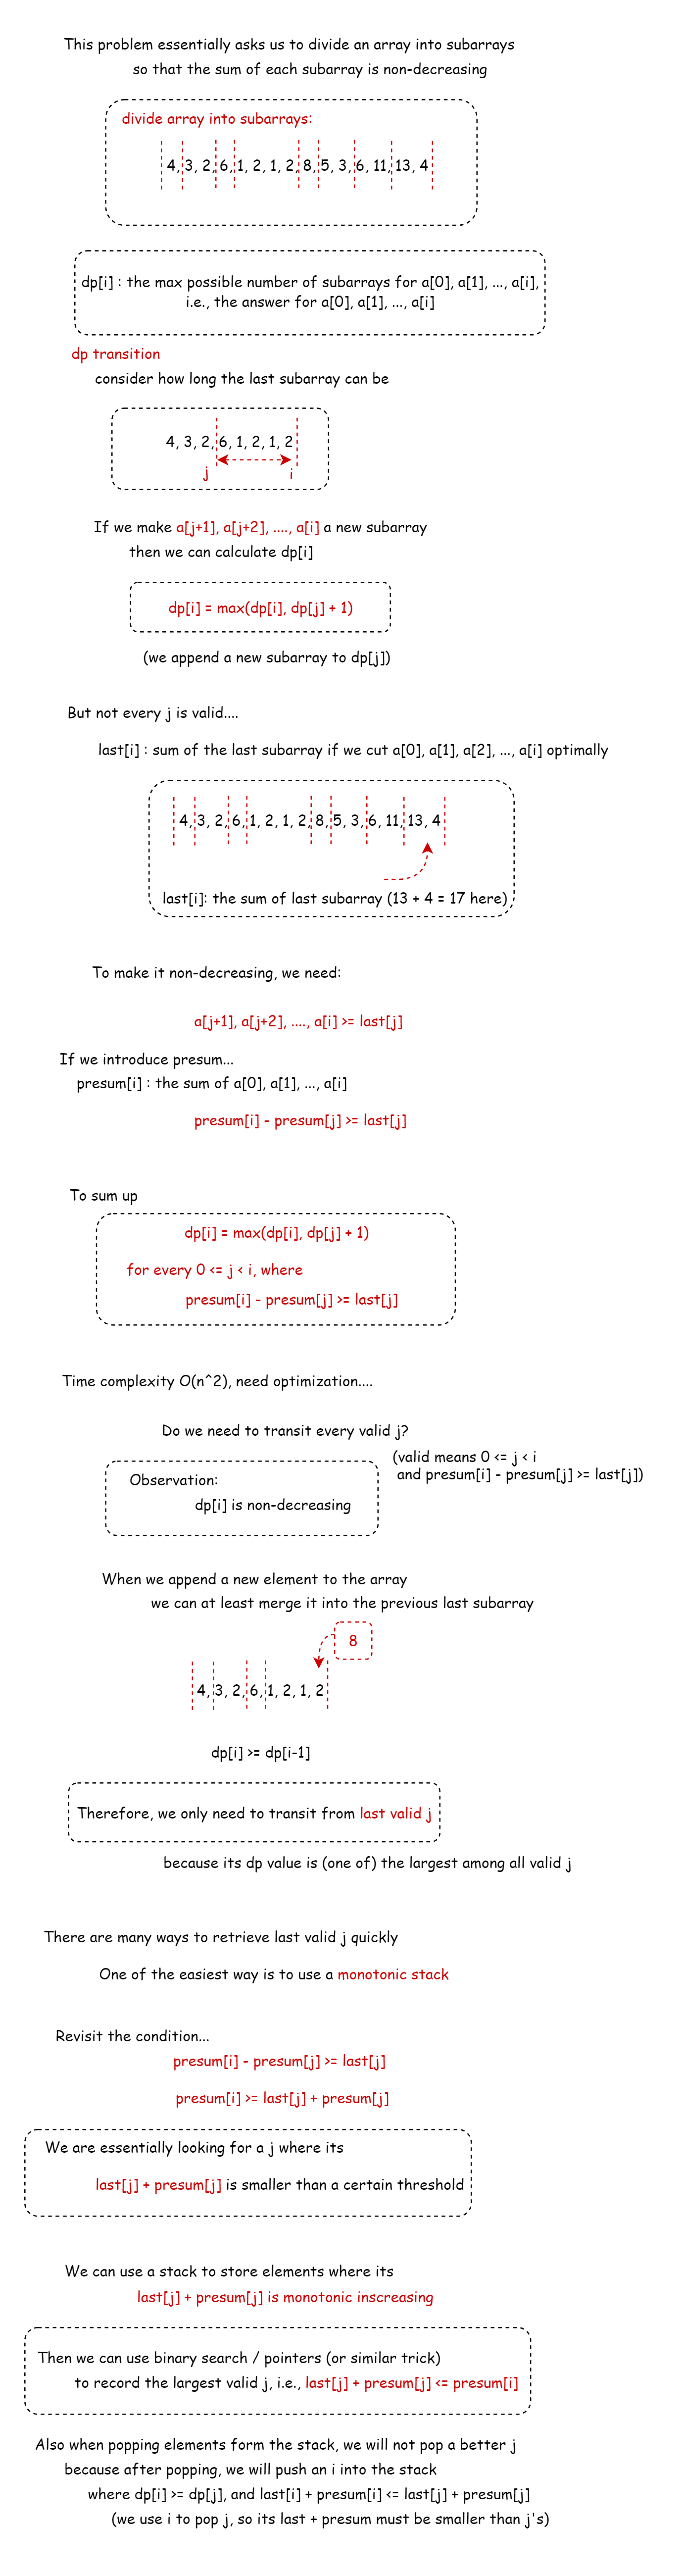 This problem essentially asks us to divide an array into subarrays
so that the sum of each subarray is non-decreasing
divide array into subarrays:
4, 3, 2, 6, 1, 2, 1, 2, 8, 5, 3, 6, 11, 13, 4
dp[i] : the max possible number of subarrays for a[0], a[1], ..., a[i],
i.e., the answer for a[0], a[1], ..., a[i]
dp transition
consider how long the last subarray can be
4, 3, 2, 6, 1, 2, 1, 2
j i
If we make a[j+1], a[j+2], ...., a[i] a new subarray
then we can calculate dp[i]
dp[i] = max(dp[i], dp[j] + 1)
(we append a new subarray to dp[j])
But not every j is valid....
last[i] : sum of the last subarray if we cut a[0], a[1], a[2], ..., a[i] optimally
4, 3, 2, 6, 1, 2, 1, 2, 8, 5, 3, 6, 11, 13, 4
last[i]: the sum of last subarray (13 + 4 = 17 here)
To make it non-decreasing, we need:
a[j+1], a[j+2], ...., a[i] >= last[j]
If we introduce presum...
presum[i] : the sum of a[0], a[1], ..., a[i]
presum[i] - presum[j] >= last[j]
To sum up
dp[i] = max(dp[i], dp[j] + 1)
for every 0 <= j < i, where
presum[i] - presum[j] >= last[j]
Time complexity O(n^2), need optimization....
Do we need to transit every valid j?
(valid means 0 <= j < i
and presum[i] - presum[j] >= last[j])
Observation:
dp[i] is non-decreasing
When we append a new element to the array
we can at least merge it into the previous last subarray
8
4, 3, 2, 6, 1, 2, 1, 2
dp[i] >= dp[i-1]
Therefore, we only need to transit from last valid j
because its dp value is (one of) the largest among all valid j
There are many ways to retrieve last valid j quickly
One of the easiest way is to use a monotonic stack
Revisit the condition...
presum[i] - presum[j] >= last[j]
presum[i] >= last[j] + presum[j]
We are essentially looking for a j where its
last[j] + presum[j] is smaller than a certain threshold
We can use a stack to store elements where its
last[j] + presum[j] is monotonic inscreasing
Then we can use binary search / pointers (or similar trick)
to record the largest valid j, i.e., last[j] + presum[j] <= presum[i]
Also when popping elements form the stack, we will not pop a better j
because after popping, we will push an i into the stack
where dp[i] >= dp[j], and last[i] + presum[i] <= last[j] + presum[j]
(we use i to pop j, so its last + presum must be smaller than j's)